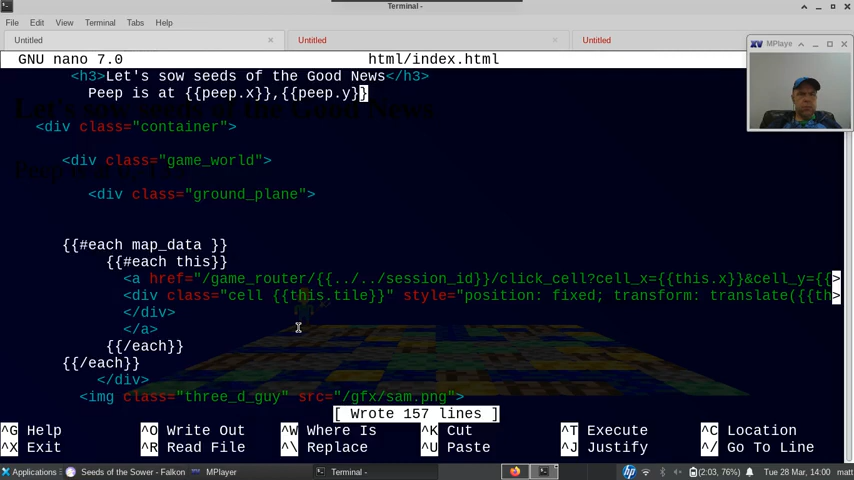 Terminal -
File Edit View Terminal Tabs Help
Untitled
Untitled
Untitled
MPlaye
GNU nano 7.0 html/index.html
<h3>Let's sow seeds of the Good News</h3>
Peep is at {{peep.x}},{{peep.y}}
<div class="container">
<div class="game_world">
<div class="ground_plane">
{{#each map_data }}
{{#each this}}
<a href="/game_router/{{../../session_id}}/click_cell?cell_x={{this.x}}&cell_y={{>
<div class="cell {{this.tile}}" style="position: fixed; transform: translate({{th>
</div>
</a>
{{/each}}
{{/each}}
</div>
<img class="three_d_guy" src="/gfx/sam.png">
[ Wrote 157 lines ]
^G Help ^O Write Out ^W Where Is ^K Cut ^T Execute ^C Location
^X Exit ^R Read File ^\ Replace ^U Paste ^J Justify ^/ Go To Line
Applications Seeds of the Sower - Falkon MPlayer Terminal - (2:03, 76%) Tue 28 Mar, 14:00 matt